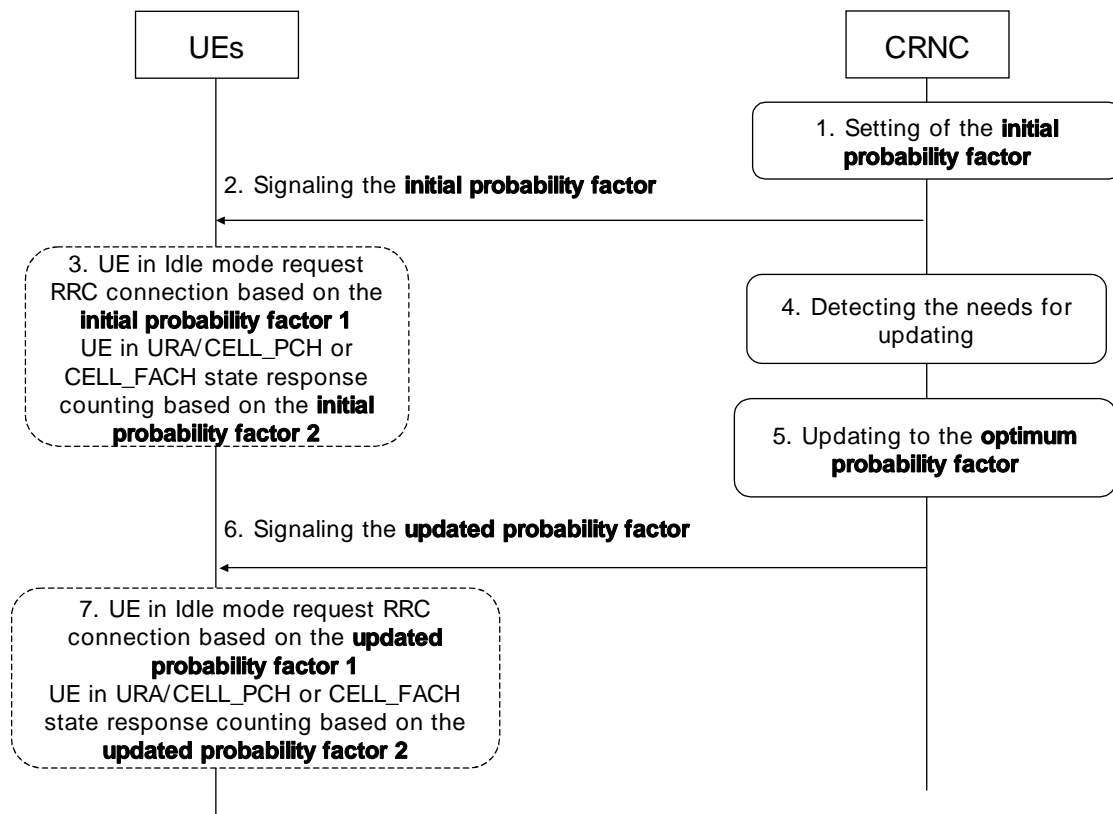 UEs
CRNC
1. Setting of the initial
probability factor
2. Signaling the initial probability factor
3. UE in Idle mode request
RRC connection based on the
initial probability factor 1
UE in URA/CELL_PCH or
CELL_FACH state response
counting based on the initial
probability factor 2
4. Detecting the needs for
updating
5. Updating to the optimum
probability factor
6. Signaling the updated probability factor
7. UE in Idle mode request RRC
connection based on the updated
probability factor 1
UE in URA/CELL_PCH or CELL_FACH
state response counting based on the
updated probability factor 2